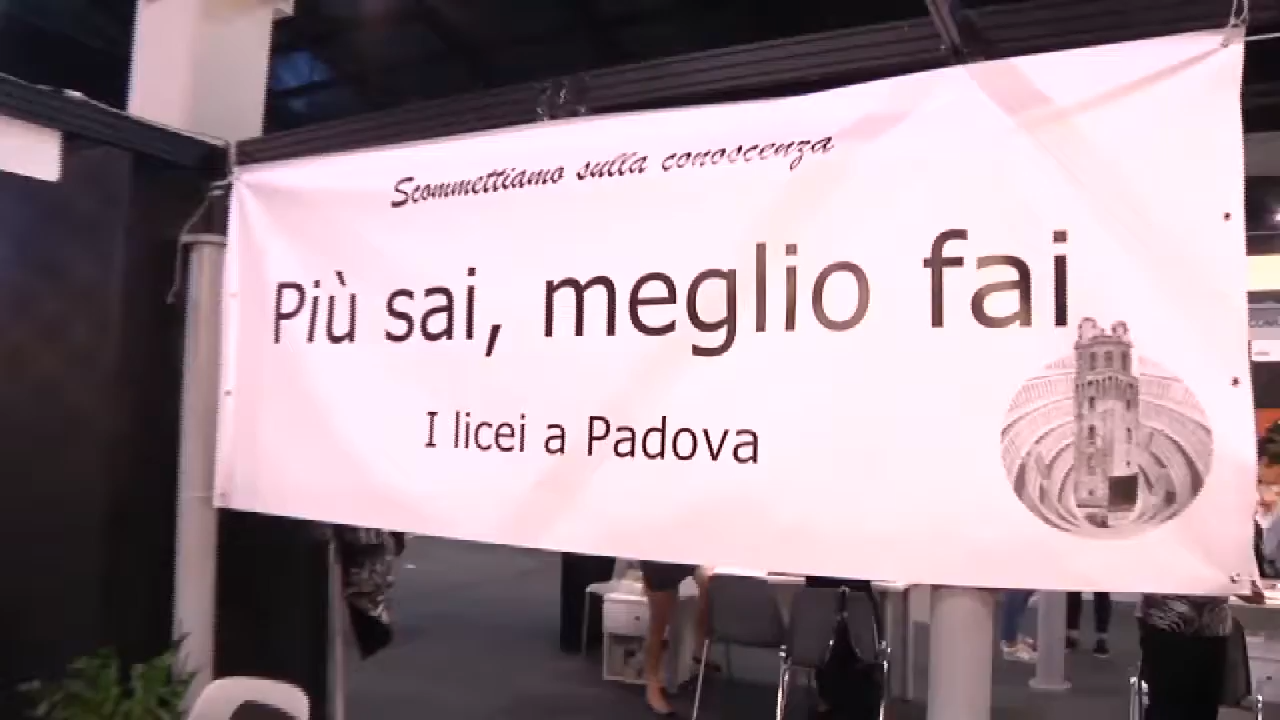 Scommettiamo sulla conoscenza
Più sai, meglio fai
I licei a Padova